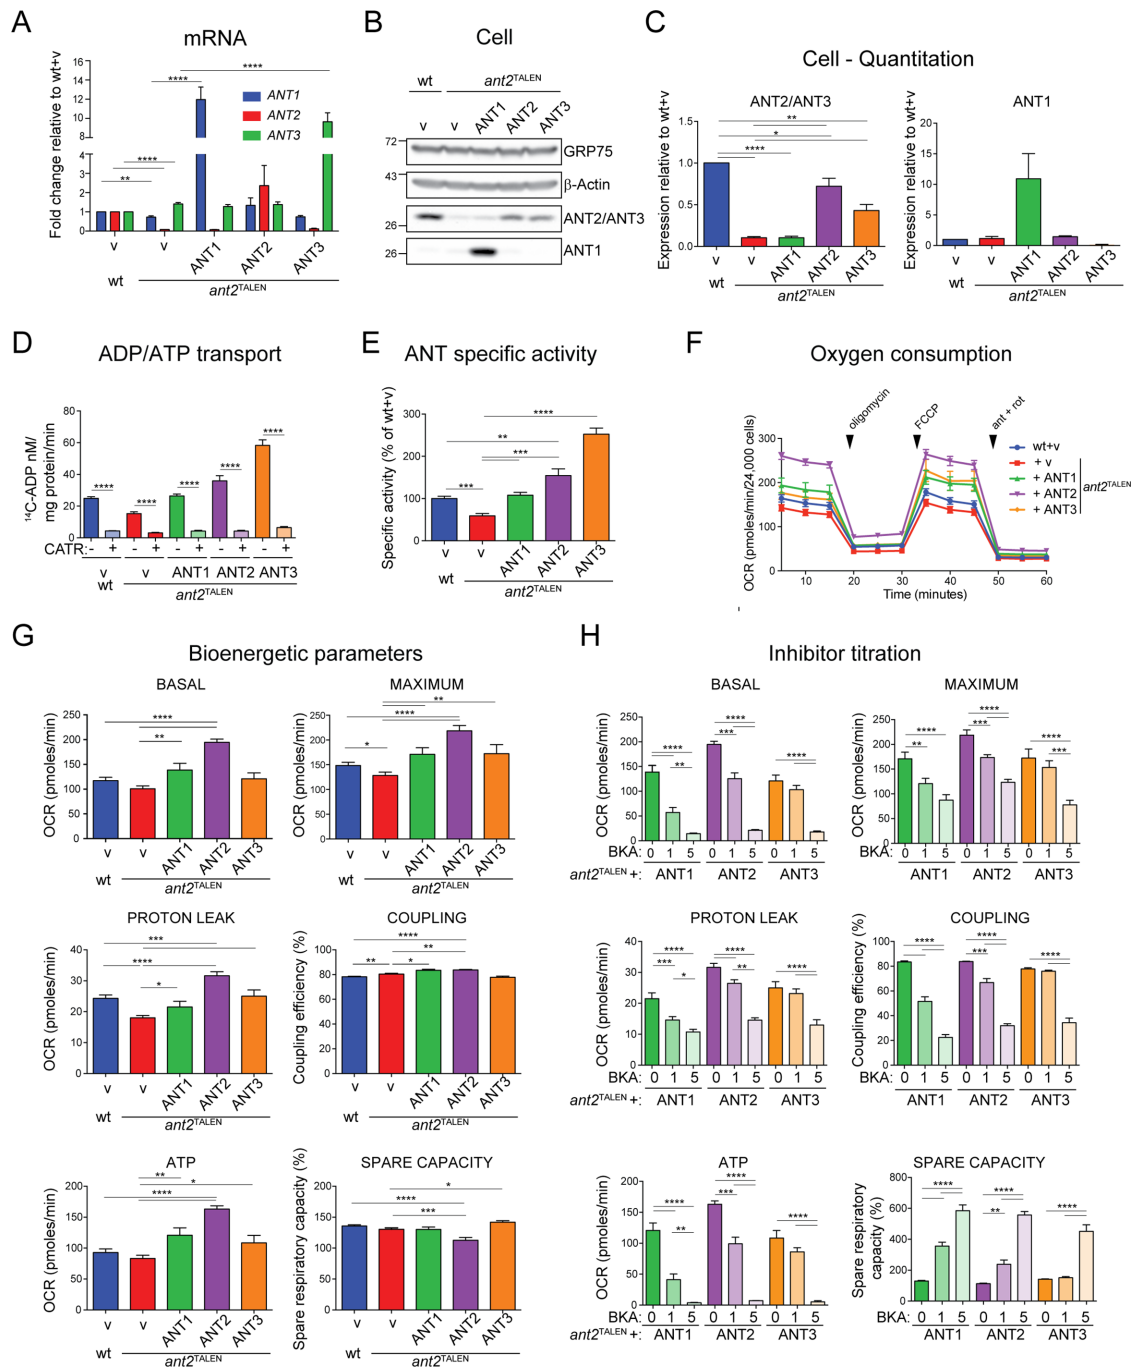 A
mRNA
Fold change relative to wt+v
16
14
12
10
8
6
4
2
1
0
****
****
****
**
ANT1
ANT2
ANT3
v
v
ANT1
ANT2
ANT3
wt
ant2TALEN
B
Cell
wt
ant2TALEN
v
v
ANT1
ANT2
ANT3
72
GRP75
43
β-Actin
26
ANT2/ANT3
26
ANT1
C
Cell - Quantitation
ANT2/ANT3
Expression relative to wt+v
1.5
1.0
0.5
0.0
**
*
****
v
v
ANT1
ANT2
ANT3
wt
ant2TALEN
ANT1
Expression relative to wt+v
20
15
10
5
0
v
v
ANT1
ANT2
ANT3
wt
ant2TALEN
D
ADP/ATP transport
14C-ADP nM/
mg protein/min
80
60
40
20
0
****
****
****
****
****
CATR: - + - + - + - + - +
v
v
ANT1
ANT2
ANT3
wt
ant2TALEN
E
ANT specific activity
Specific activity (% of wt+v)
300
200
100
0
****
**
***
***
v
v
ANT1
ANT2
ANT3
wt
ant2TALEN
F
Oxygen consumption
oligomycin
FCCP
ant + rot
OCR (pmoles/min/24,000 cells)
300
200
100
0
10 20 30 40 50 60
Time (minutes)
wt+v
+ v
+ ANT1
+ ANT2
+ ANT3
ant2TALEN
G
Bioenergetic parameters
BASAL
OCR (pmoles/min)
250
200
150
100
50
0
****
**
v
v
ANT1
ANT2
ANT3
wt
ant2TALEN
MAXIMUM
OCR (pmoles/min)
250
200
150
100
50
0
**
****
*
v
v
ANT1
ANT2
ANT3
wt
ant2TALEN
PROTON LEAK
OCR (pmoles/min)
40
30
20
10
0
***
****
*
v
v
ANT1
ANT2
ANT3
wt
ant2TALEN
COUPLING
Coupling efficiency (%)
100
80
60
40
20
0
****
**
**
*
v
v
ANT1
ANT2
ANT3
wt
ant2TALEN
ATP
OCR (pmoles/min)
200
150
100
50
0
**
*
****
v
v
ANT1
ANT2
ANT3
wt
ant2TALEN
SPARE CAPACITY
Spare respiratory capacity (%)
200
150
100
50
0
*
****
***
v
v
ANT1
ANT2
ANT3
wt
ant2TALEN
H
Inhibitor titration
BASAL
OCR (pmoles/min)
250
200
150
100
50
0
****
**
****
***
****
BKA: 0 1 5 0 1 5 0 1 5
ant2TALEN +: ANT1 ANT2 ANT3
MAXIMUM
OCR (pmoles/min)
250
200
150
100
50
0
****
**
****
***
****
***
BKA: 0 1 5 0 1 5 0 1 5
ANT1 ANT2 ANT3
PROTON LEAK
OCR (pmoles/min)
40
30
20
10
0
****
***
*
****
**
****
BKA: 0 1 5 0 1 5 0 1 5
ant2TALEN +: ANT1 ANT2 ANT3
COUPLING
Coupling efficiency (%)
100
80
60
40
20
0
****
****
***
****
BKA: 0 1 5 0 1 5 0 1 5
ANT1 ANT2 ANT3
ATP
OCR (pmoles/min)
200
150
100
50
0
****
**
****
***
****
BKA: 0 1 5 0 1 5 0 1 5
ant2TALEN +: ANT1 ANT2 ANT3
SPARE CAPACITY
Spare respiratory
capacity (%)
800
600
400
200
0
****
****
**
****
BKA: 0 1 5 0 1 5 0 1 5
ANT1 ANT2 ANT3